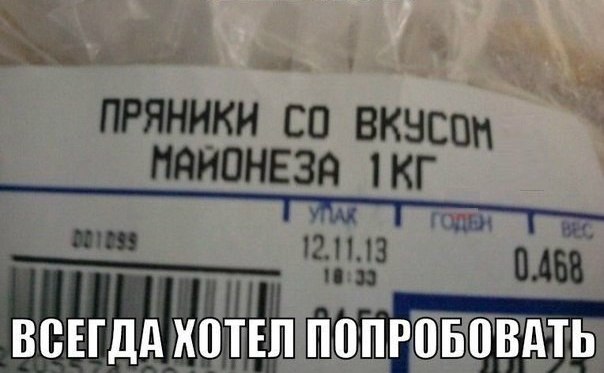 ПРЯНИКИ СО ВКУСОМ
МАЙОНЕЗА 1КГ
УПАК ГОДЕН ВЕС
001099 12.11.13 0.468
18:33
ВСЕГДА ХОТЕЛ ПОПРОБОВАТЬ